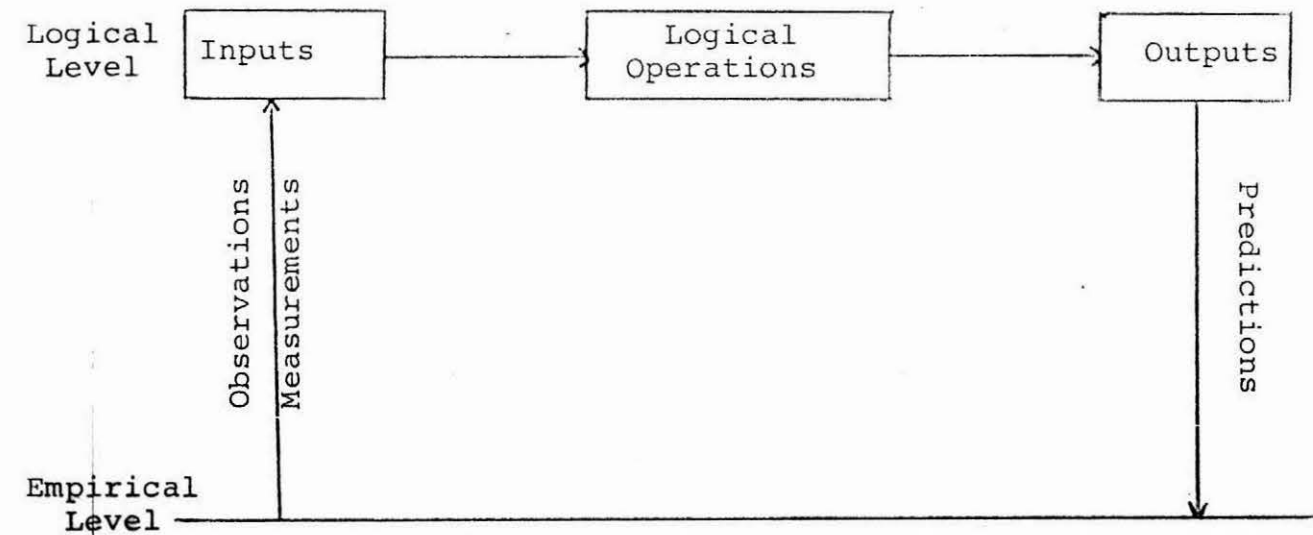 Logical
Level
Inputs
Logical
Operations
Outputs
Observations
Measurements
Predictions
Empirical
Level